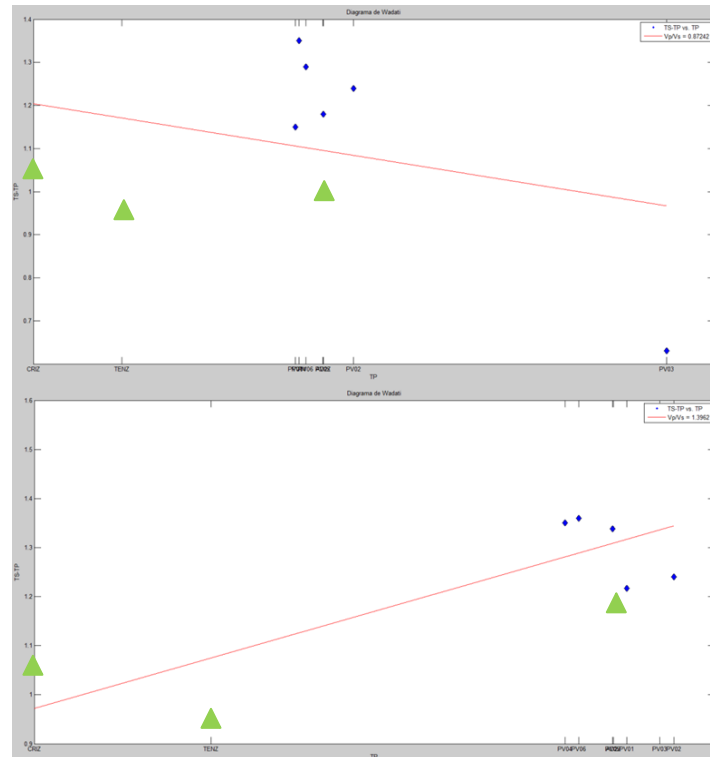 Diagrama de Wadati
TS-TP vs. TP
Vp/Vs = 0.87242
1.4
1.3
1.2
1.1
1
0.9
0.8
0.7
TS-TP
CRIZ TENZ PV02 PV03
TP
Diagrama de Wadati
TS-TP vs. TP
Vp/Vs = 1.3962
1.6
1.5
1.4
1.3
1.2
1.1
1
0.9
TS-TP
CRIZ TENZ PV04 PV06 PV01 PV03 PV02
TP